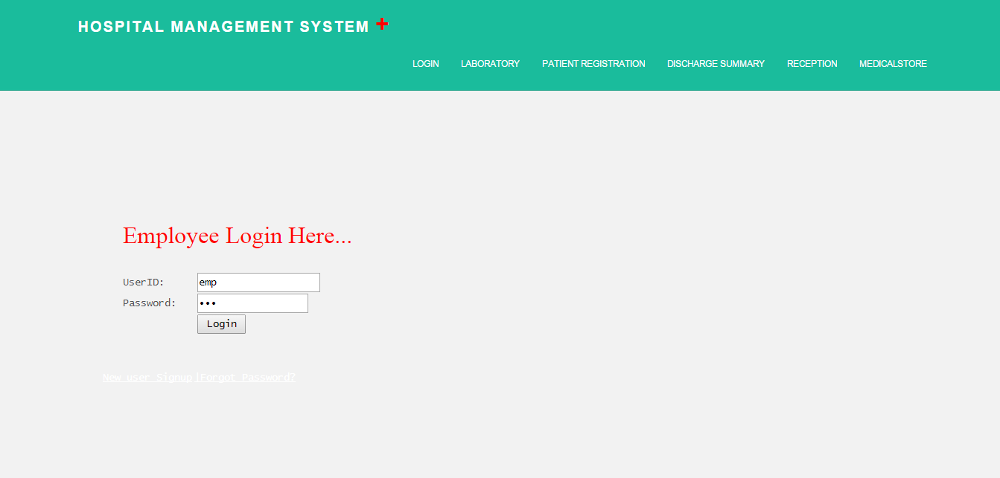 HOSPITAL MANAGEMENT SYSTEM +
LOGIN LABORATORY PATIENT REGISTRATION DISCHARGE SUMMARY RECEPTION MEDICALSTORE
Employee Login Here...
UserID: emp
Password: •••
Login
New user Signup |Forgot Password?